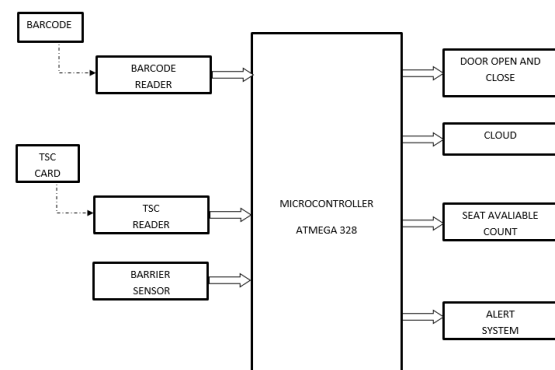 BARCODE
BARCODE
READER
TSC
CARD
TSC
READER
BARRIER
SENSOR
MICROCONTROLLER
ATMEGA 328
DOOR OPEN AND
CLOSE
CLOUD
SEAT AVALIABLE
COUNT
ALERT
SYSTEM